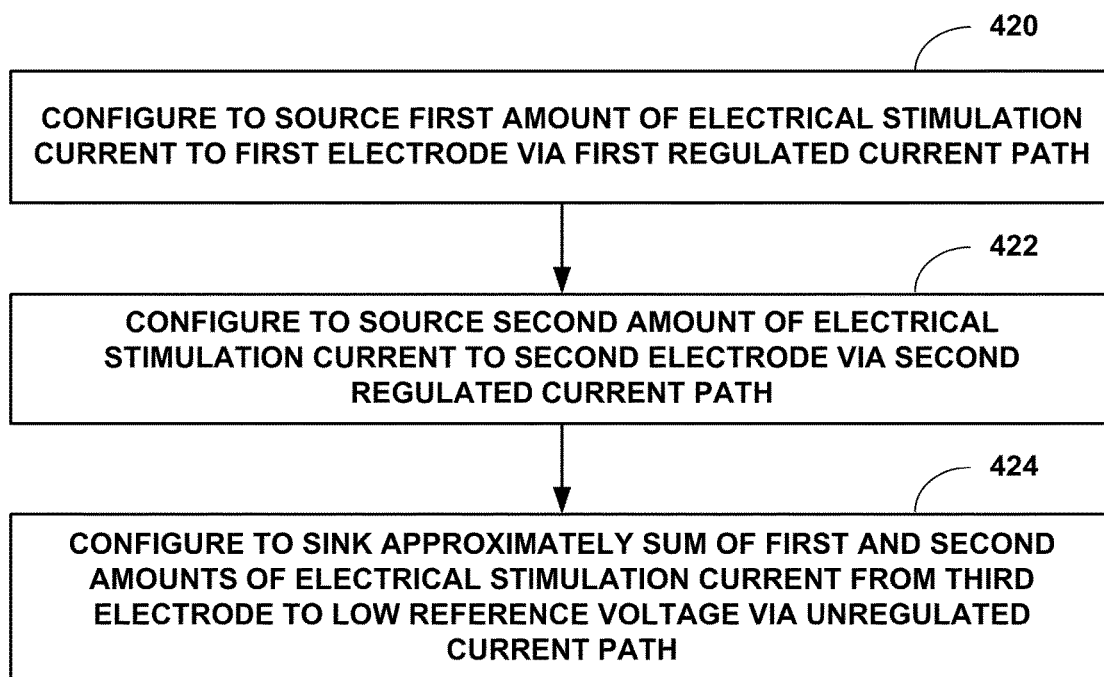 420
CONFIGURE TO SOURCE FIRST AMOUNT OF ELECTRICAL STIMULATION
CURRENT TO FIRST ELECTRODE VIA FIRST REGULATED CURRENT PATH
422
CONFIGURE TO SOURCE SECOND AMOUNT OF ELECTRICAL
STIMULATION CURRENT TO SECOND ELECTRODE VIA SECOND
REGULATED CURRENT PATH
424
CONFIGURE TO SINK APPROXIMATELY SUM OF FIRST AND SECOND
AMOUNTS OF ELECTRICAL STIMULATION CURRENT FROM THIRD
ELECTRODE TO LOW REFERENCE VOLTAGE VIA UNREGULATED
CURRENT PATH